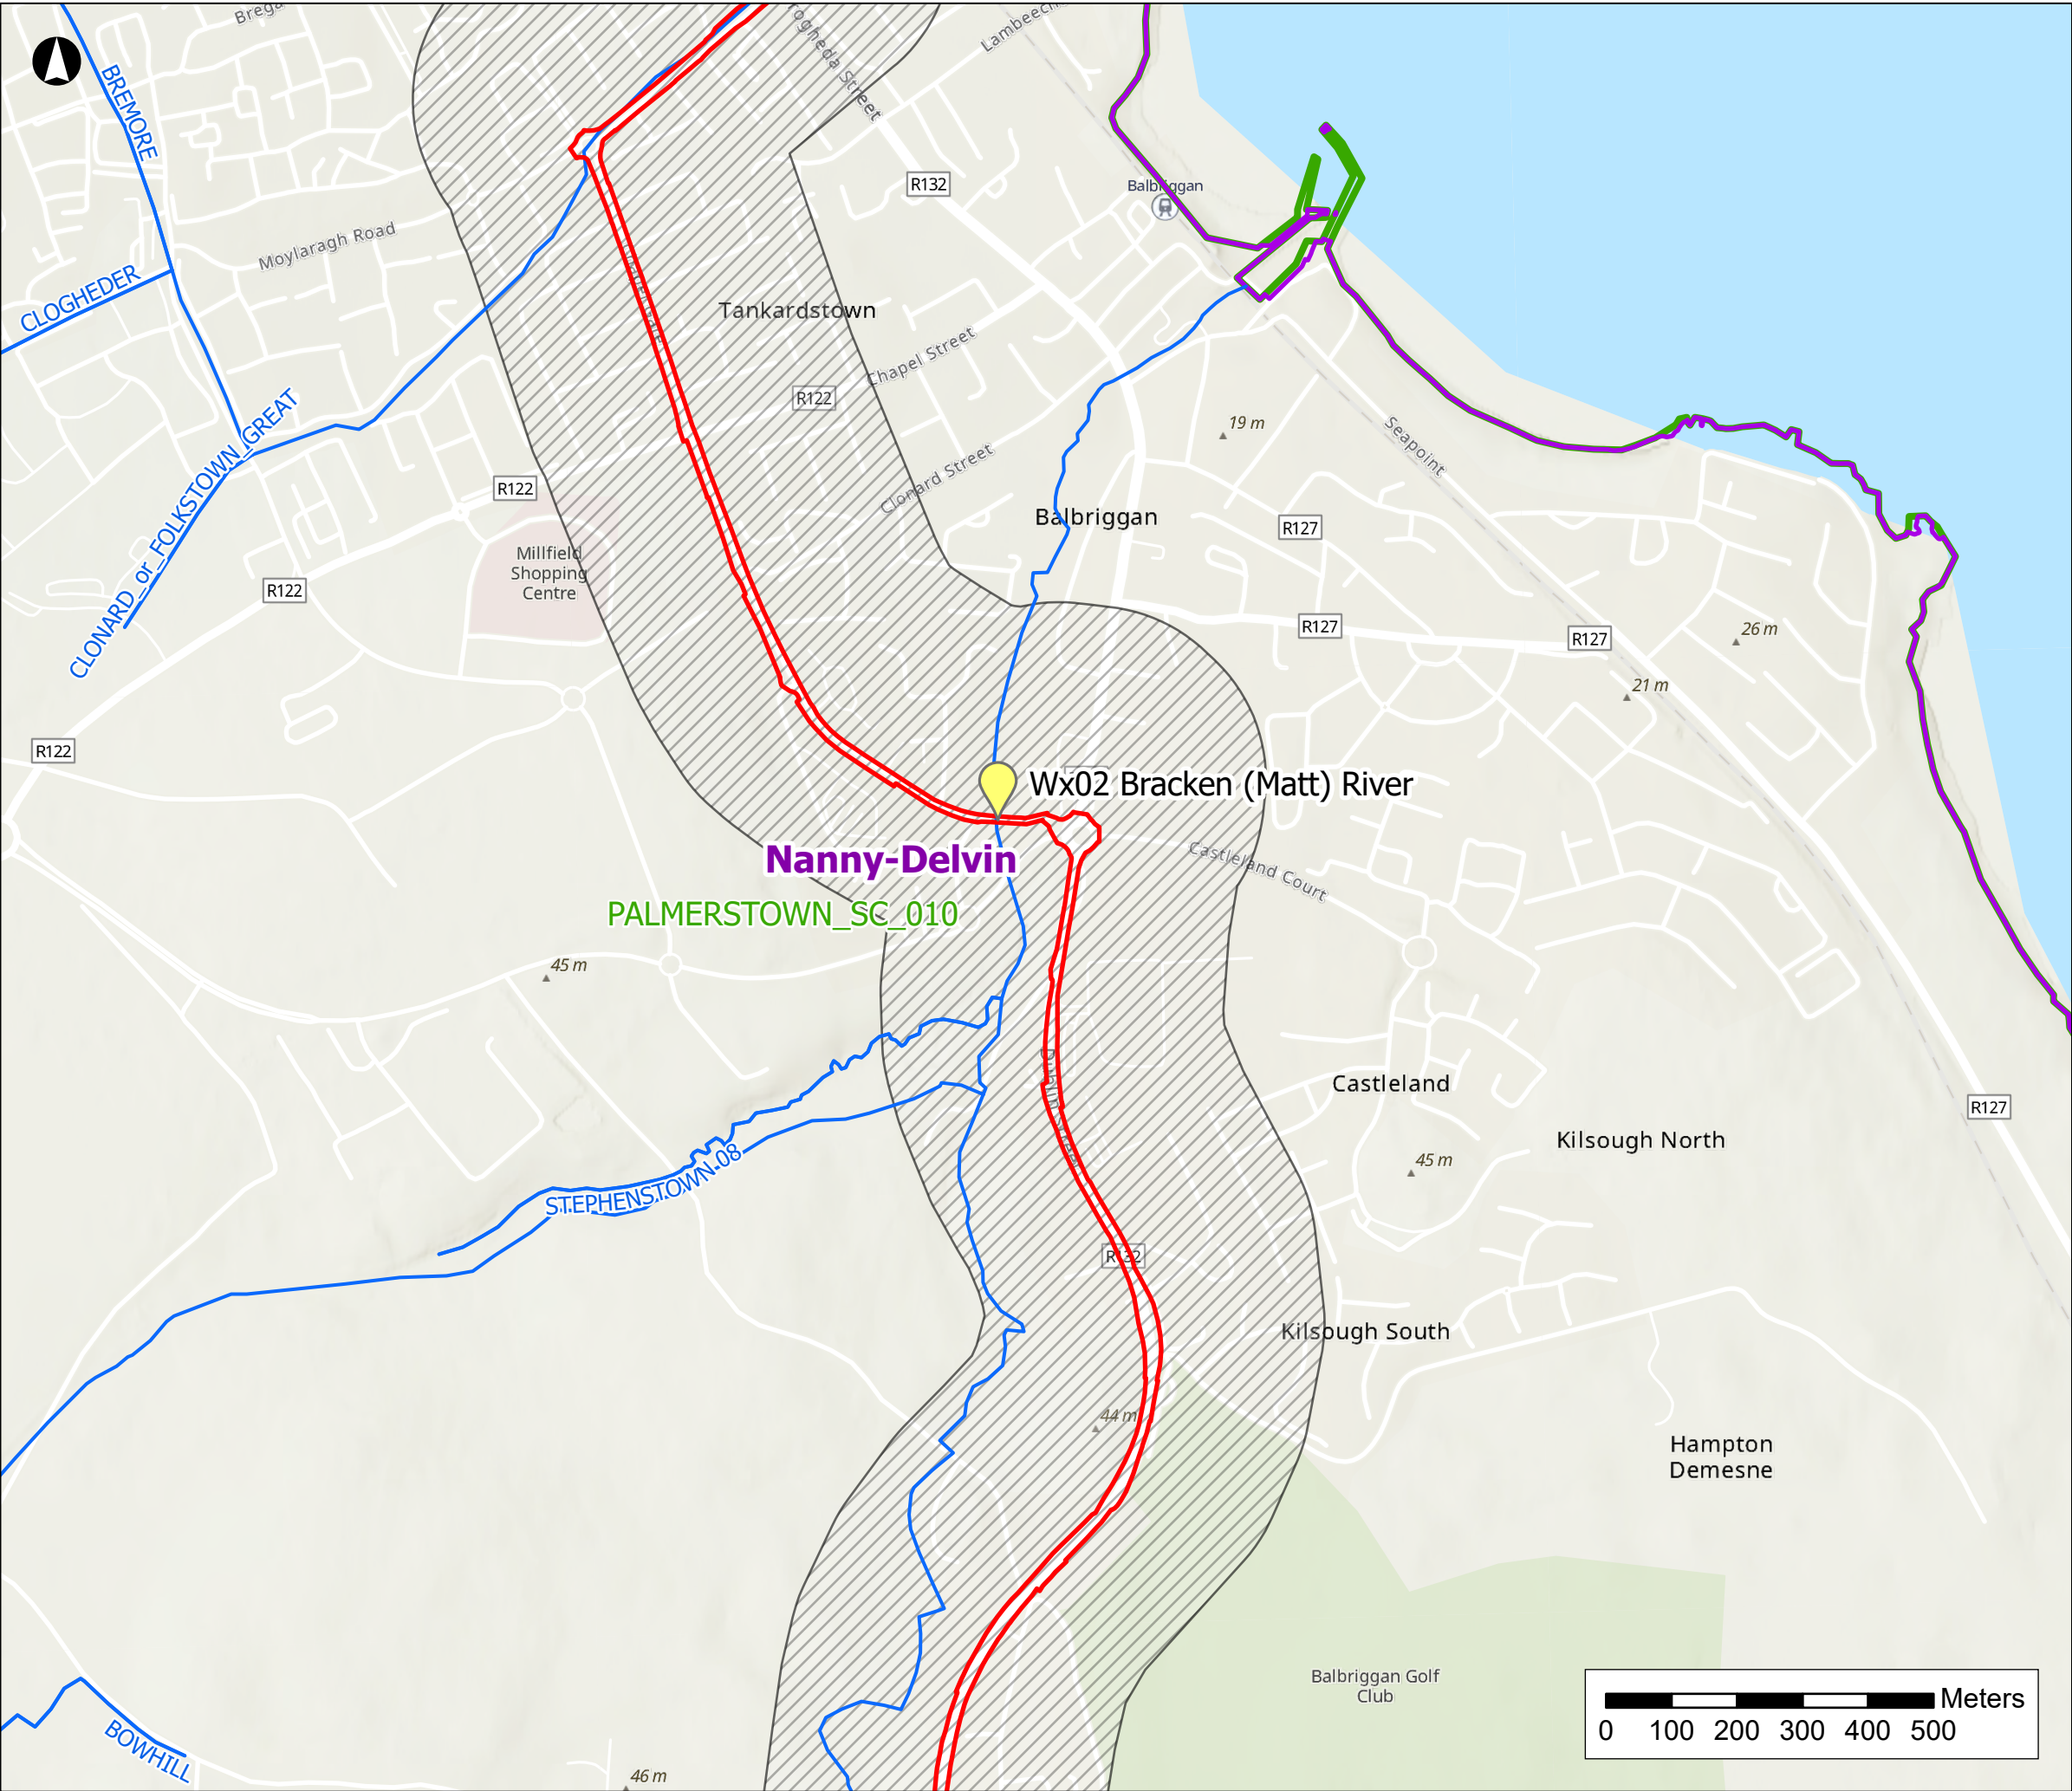 Lambeech
BREMORE
R132
Balbriggan
Moylaragh Road
CLOGHEDER
Tankardstown
Chapel Street
R122
19 m
Seapoint
CLONARD_or_FOLKSTOWN_GREAT
Clonard Street
R122
Balbriggan
R127
Millfield
Shopping
Centre
R122
R127
R127
26 m
21 m
R122
Wx02 Bracken (Matt) River
Nanny-Delvin
Castleland Court
PALMERSTOWN_SC_010
45 m
Castleland
R127
Kilsough North
STEPHENSTOWN 08
45 m
R132
Kilsough South
44 m
Hampton
Demesne
Balbriggan Golf
Club
Meters
0 100 200 300 400 500
BOWHILL
46 m